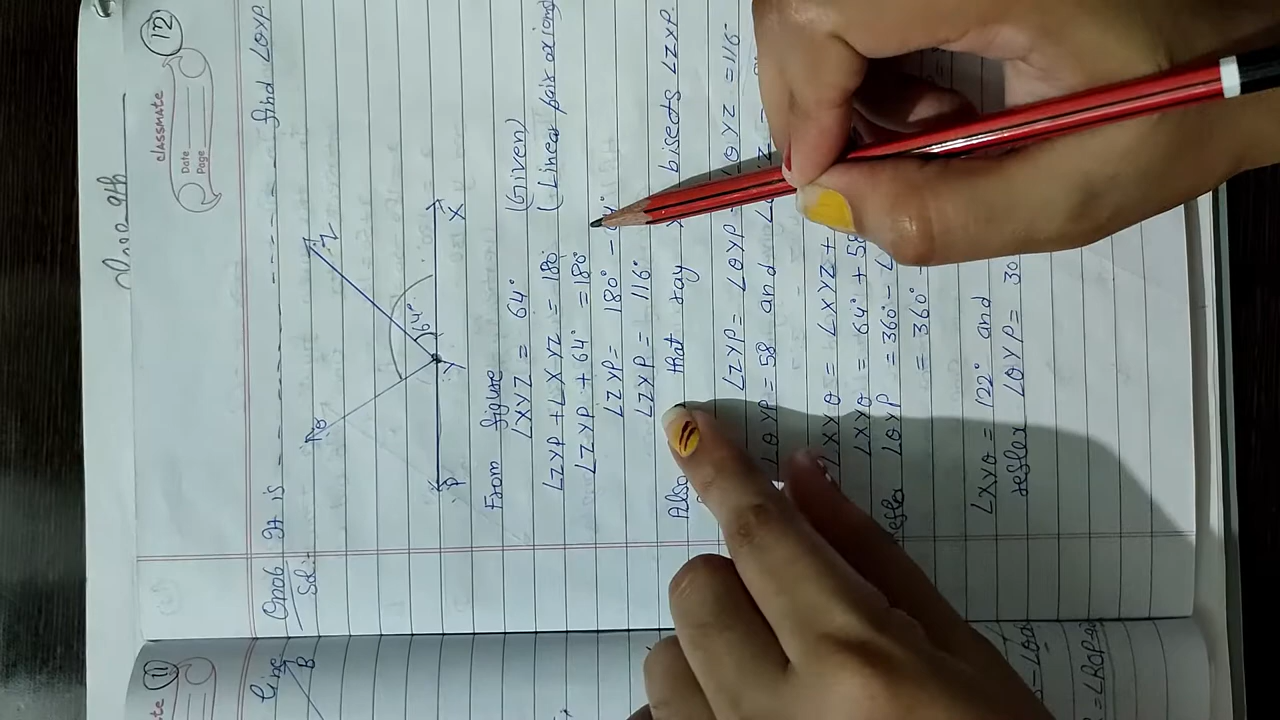 classmate
Date
Page
12
Ques 6. It is - - - - - - - - - find ∠QYP.
Sol:
Q
Z
64°
P
Y
X
From figure
∠XYZ = 64° (Given)
∠ZYP + ∠XYZ = 180° (Linear pair axiom)
∠ZYP + 64° = 180°
∠ZYP = 180° - 64°
∠ZYP = 116°
Also that ray bisects ∠ZYP.
∠ZYP = ∠QYP ∠QYZ = 116°
∠QYP = 58 and
∠XYQ = ∠XYZ +
∠XYQ = 64° + 58
reflex ∠QYP = 360° -
= 360° -
∠XYQ = 122° and
reflex ∠QYP = 30
11
line
B